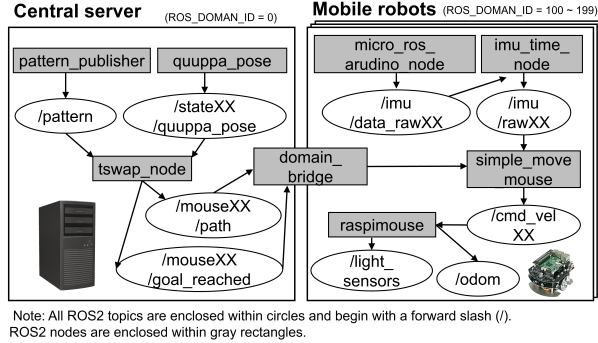 Central server (ROS_DOMAN_ID = 0)
pattern_publisher
quuppa_pose
/pattern
/stateXX
/quuppa_pose
tswap_node
/mouseXX
/path
/mouseXX
/goal_reached
domain_
bridge
Mobile robots (ROS_DOMAN_ID = 100 ~ 199)
micro_ros_
arudino_node
imu_time_
node
/imu
/data_rawXX
/imu
/rawXX
simple_move
mouse
/cmd_vel
XX
raspimouse
/light_
sensors
/odom
Note: All ROS2 topics are enclosed within circles and begin with a forward slash (/).
ROS2 nodes are enclosed within gray rectangles.